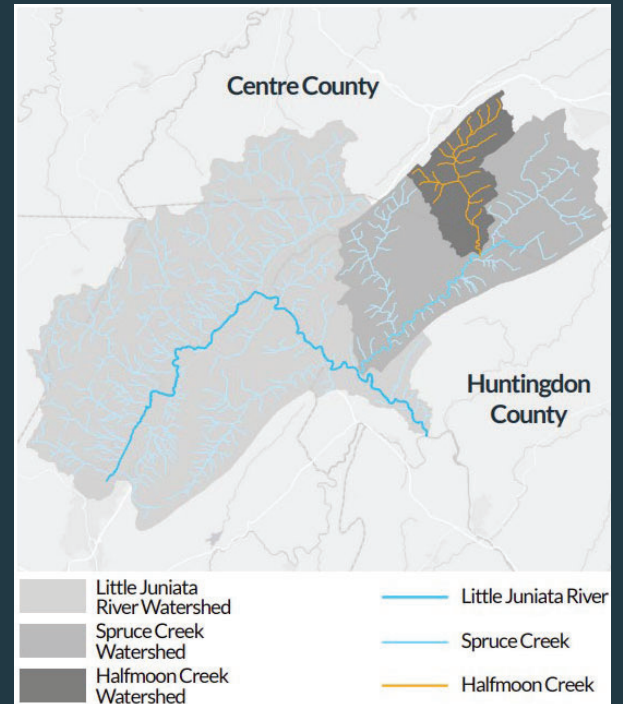 Centre County
Huntingdon
County
Little Juniata
River Watershed
Spruce Creek
Watershed
Halfmoon Creek
Watershed
Little Juniata River
Spruce Creek
Halfmoon Creek